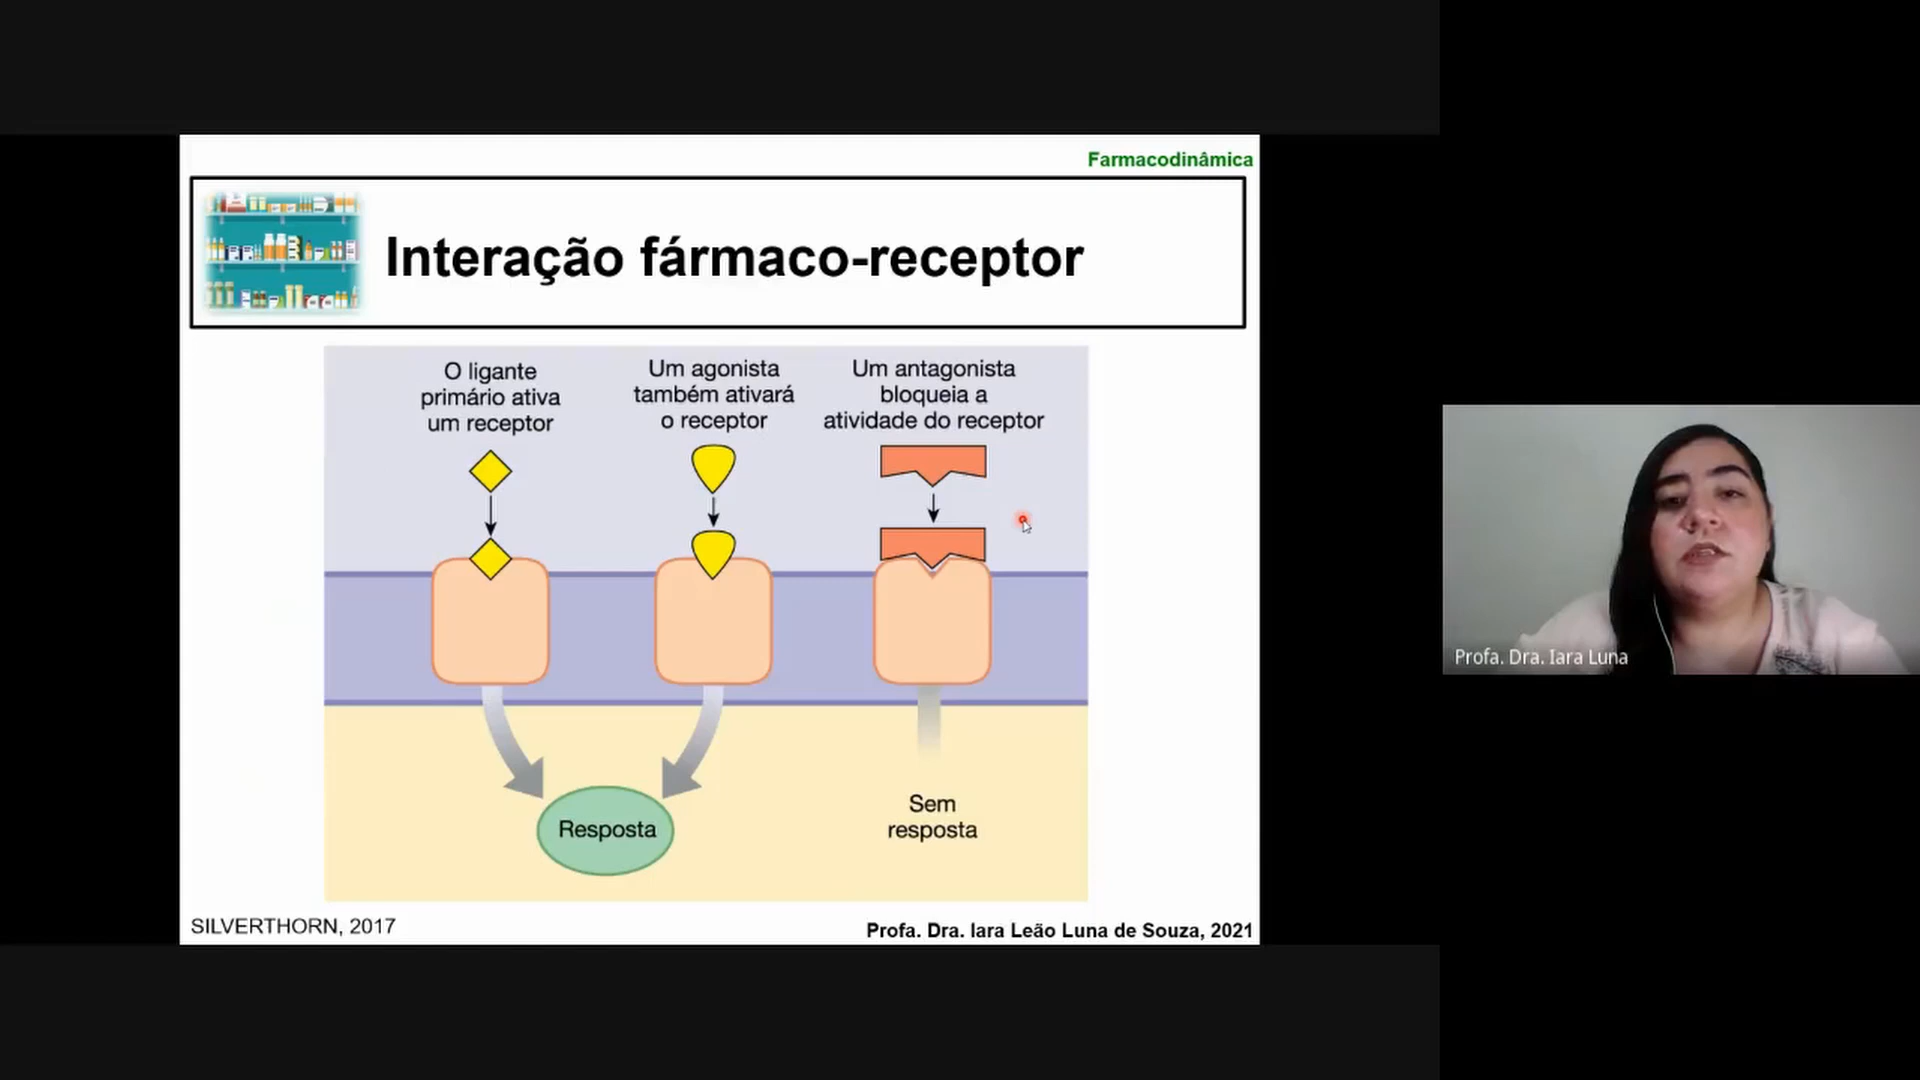 Farmacodinâmica
Interação fármaco-receptor
O ligante
primário ativa
um receptor
Um agonista
também ativará
o receptor
Um antagonista
bloqueia a
atividade do receptor
Resposta
Sem
resposta
SILVERTHORN, 2017
Profa. Dra. Iara Leão Luna de Souza, 2021
Profa. Dra. Iara Luna